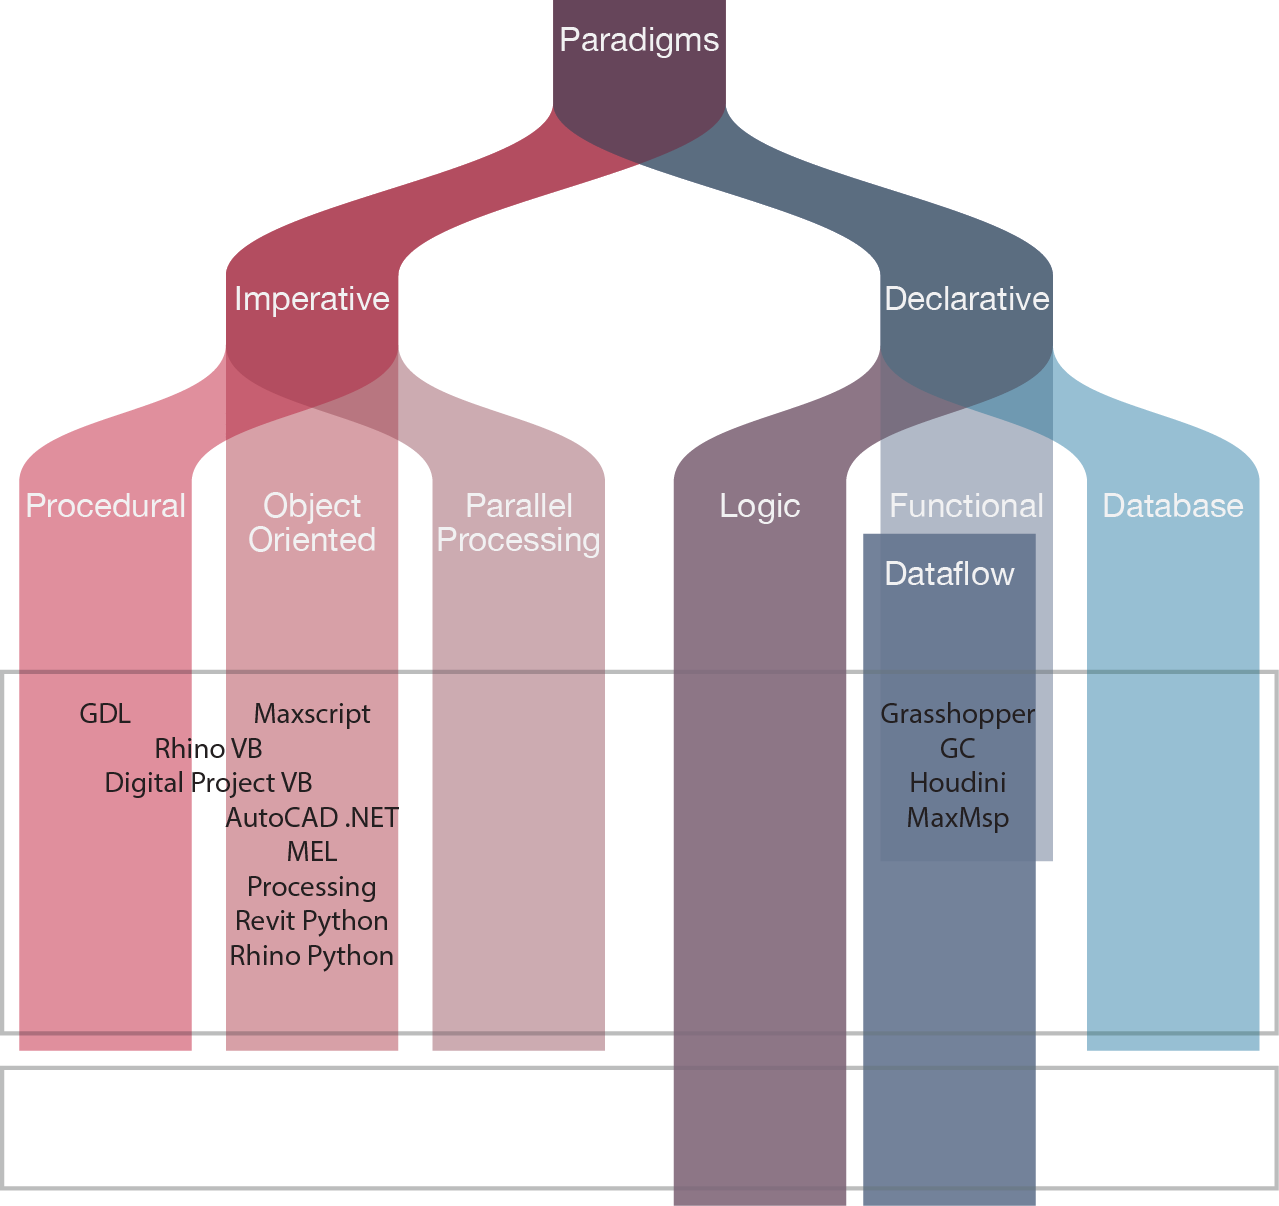 Paradigms
Imperative
Declarative
Procedural
Object
Oriented
Parallel
Processing
Logic
Functional
Database
Dataflow
GDL
Maxscript
Rhino VB
Digital Project VB
AutoCAD .NET
MEL
Processing
Revit Python
Rhino Python
Grasshopper
GC
Houdini
MaxMsp